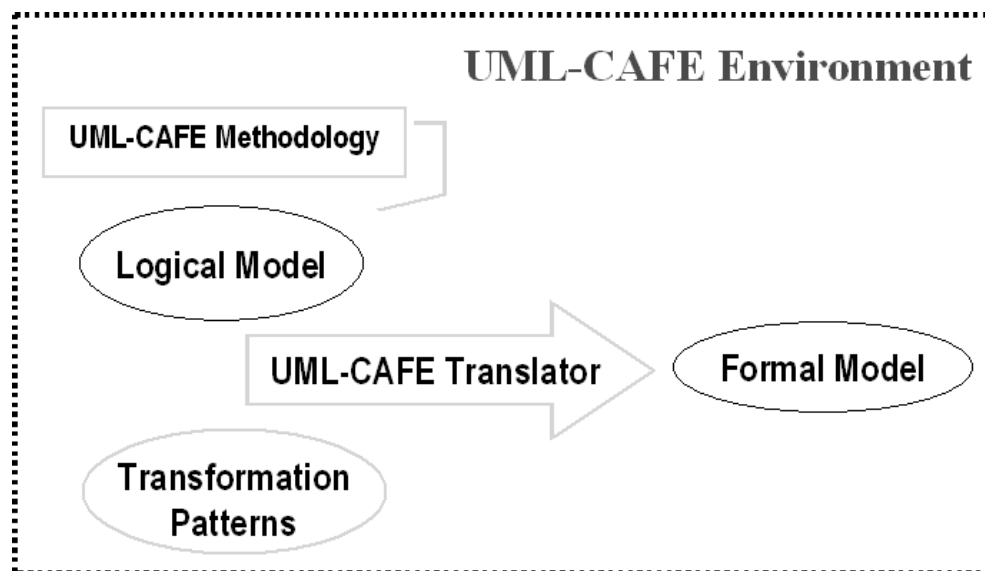 UML-CAFE Environment
UML-CAFE Methodology
Logical Model
UML-CAFE Translator
Formal Model
Transformation
Patterns